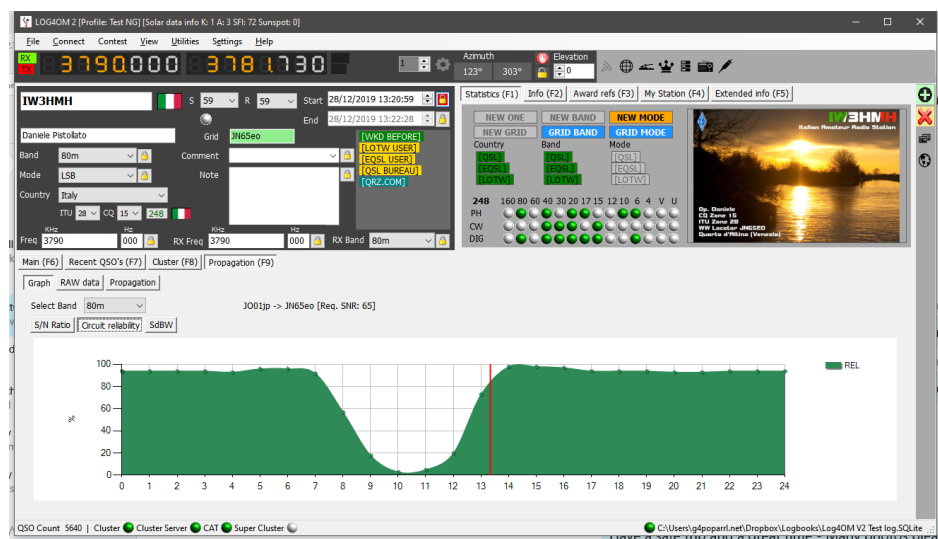 LOG4OM 2 [Profile: Test NG] [Solar data info K: 1 A: 3 SFI: 72 Sunspot: 0]
File Connect Contest View Utilities Settings Help
RX TX 3790.000 3781.730 1 Azimuth 123° 303° Elevation 0
IW3HMH S 59 R 59 Start 28/12/2019 13:20:59
End 28/12/2019 13:22:28
Daniele Pistollato Grid JN65eo
Band 80m Comment
Mode LSB Note
Country Italy
ITU 28 CQ 15 248
[WKD BEFORE]
[LOTW USER]
[EQSL USER]
[QSL BUREAU]
[QRZ.COM]
KHz Hz KHz Hz
Freq 3790 000 RX Freq 3790 000 RX Band 80m
Statistics (F1) Info (F2) Award refs (F3) My Station (F4) Extended info (F5)
NEW ONE NEW BAND NEW MODE
NEW GRID GRID BAND GRID MODE
Country Band Mode
[QSL] [QSL] [QSL]
[EQSL] [EQSL] [EQSL]
[LOTW] [LOTW] [LOTW]
248 160 80 60 40 30 20 17 15 12 10 6 4 V U
PH
CW
DIG
IW3HMH
Italian Amateur Radio Station
Op. Daniele
CQ Zone 15
ITU Zone 28
WW Locator JN65EO
Quarto d'Altino (Venezia)
Main (F6) Recent QSO's (F7) Cluster (F8) Propagation (F9)
Graph RAW data Propagation
Select Band 80m JO01jp -> JN65eo [Req. SNR: 65]
S/N Ratio Circuit reliability SdBW
100
80
60
40
20
0
%
0 1 2 3 4 5 6 7 8 9 10 11 12 13 14 15 16 17 18 19 20 21 22 23 24
REL
QSO Count 5640 | Cluster Cluster Server CAT Super Cluster C:\Users\g4poparrl.net\Dropbox\Logbooks\Log4OM V2 Test log.SQLite